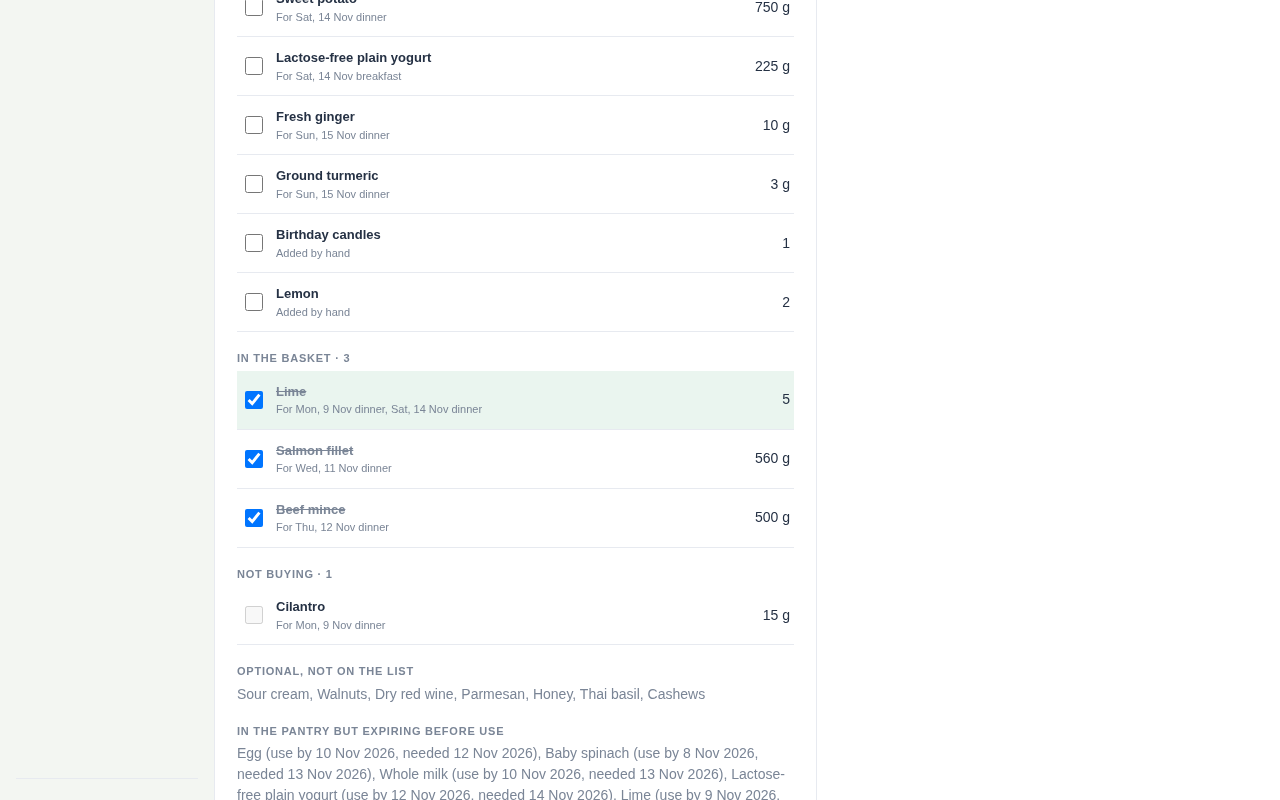 Sweet potato
750 g
For Sat, 14 Nov dinner
Lactose-free plain yogurt
225 g
For Sat, 14 Nov breakfast
Fresh ginger
10 g
For Sun, 15 Nov dinner
Ground turmeric
3 g
For Sun, 15 Nov dinner
Birthday candles
1
Added by hand
Lemon
2
Added by hand
IN THE BASKET · 3
Lime
5
For Mon, 9 Nov dinner, Sat, 14 Nov dinner
Salmon fillet
560 g
For Wed, 11 Nov dinner
Beef mince
500 g
For Thu, 12 Nov dinner
NOT BUYING · 1
Cilantro
15 g
For Mon, 9 Nov dinner
OPTIONAL, NOT ON THE LIST
Sour cream, Walnuts, Dry red wine, Parmesan, Honey, Thai basil, Cashews
IN THE PANTRY BUT EXPIRING BEFORE USE
Egg (use by 10 Nov 2026, needed 12 Nov 2026), Baby spinach (use by 8 Nov 2026,
needed 13 Nov 2026), Whole milk (use by 10 Nov 2026, needed 13 Nov 2026), Lactose-
free plain yogurt (use by 12 Nov 2026, needed 14 Nov 2026), Lime (use by 9 Nov 2026,